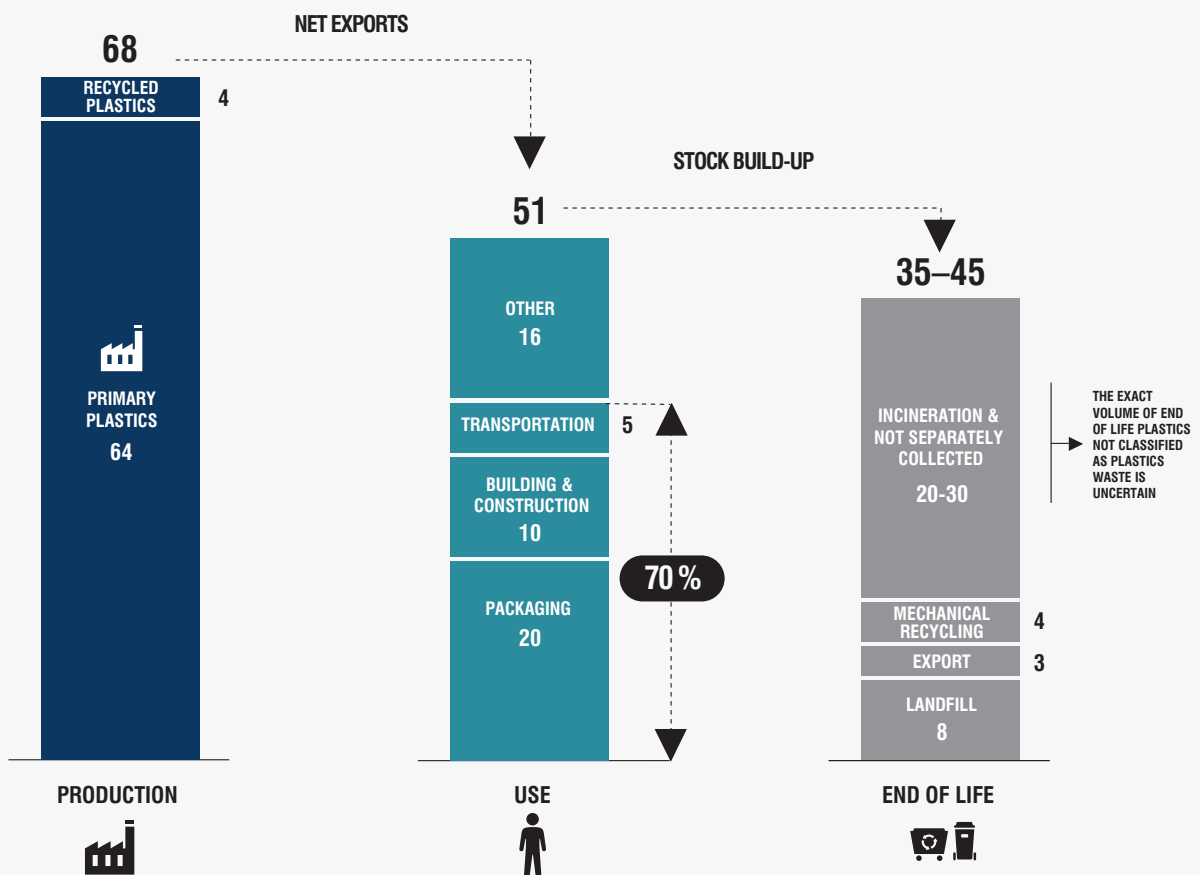 NET EXPORTS
68
RECYCLED
PLASTICS
4
PRIMARY
PLASTICS
64
PRODUCTION
STOCK BUILD-UP
51
OTHER
16
TRANSPORTATION
5
BUILDING &
CONSTRUCTION
10
70 %
PACKAGING
20
USE
35–45
INCINERATION &
NOT SEPARATELY
COLLECTED
20-30
THE EXACT
VOLUME OF END
OF LIFE PLASTICS
NOT CLASSIFIED
AS PLASTICS
WASTE IS
UNCERTAIN
MECHANICAL
RECYCLING
4
EXPORT
3
LANDFILL
8
END OF LIFE